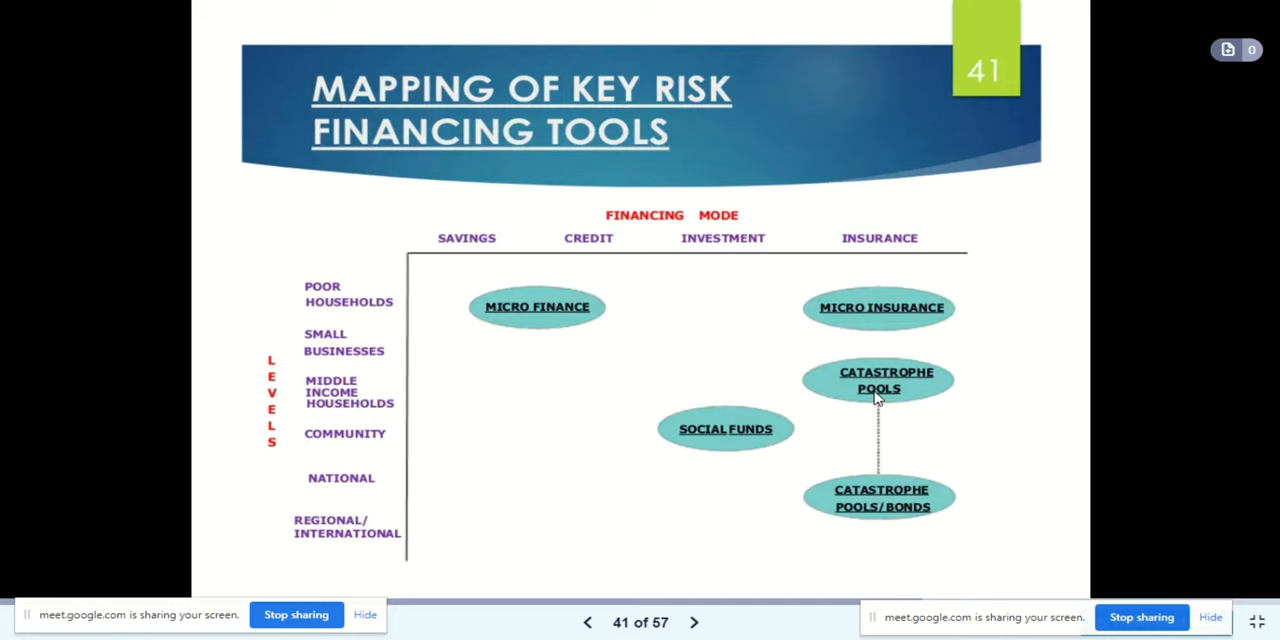 41
MAPPING OF KEY RISK
FINANCING TOOLS
FINANCING MODE
SAVINGS CREDIT INVESTMENT INSURANCE
LEVELS
POOR
HOUSEHOLDS
SMALL
BUSINESSES
MIDDLE
INCOME
HOUSEHOLDS
COMMUNITY
NATIONAL
REGIONAL/
INTERNATIONAL
MICRO FINANCE
MICRO INSURANCE
CATASTROPHE
POOLS
SOCIAL FUNDS
CATASTROPHE
POOLS/BONDS
0
meet.google.com is sharing your screen. Stop sharing Hide
41 of 57
meet.google.com is sharing your screen. Stop sharing Hide